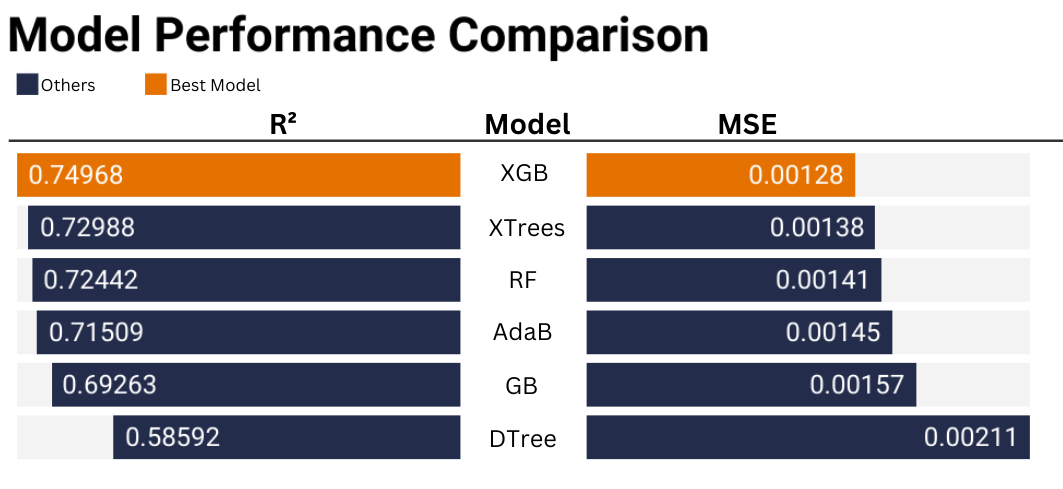 Model Performance Comparison
Others Best Model
R² Model MSE
0.74968 XGB 0.00128
0.72988 XTrees 0.00138
0.72442 RF 0.00141
0.71509 AdaB 0.00145
0.69263 GB 0.00157
0.58592 DTree 0.00211